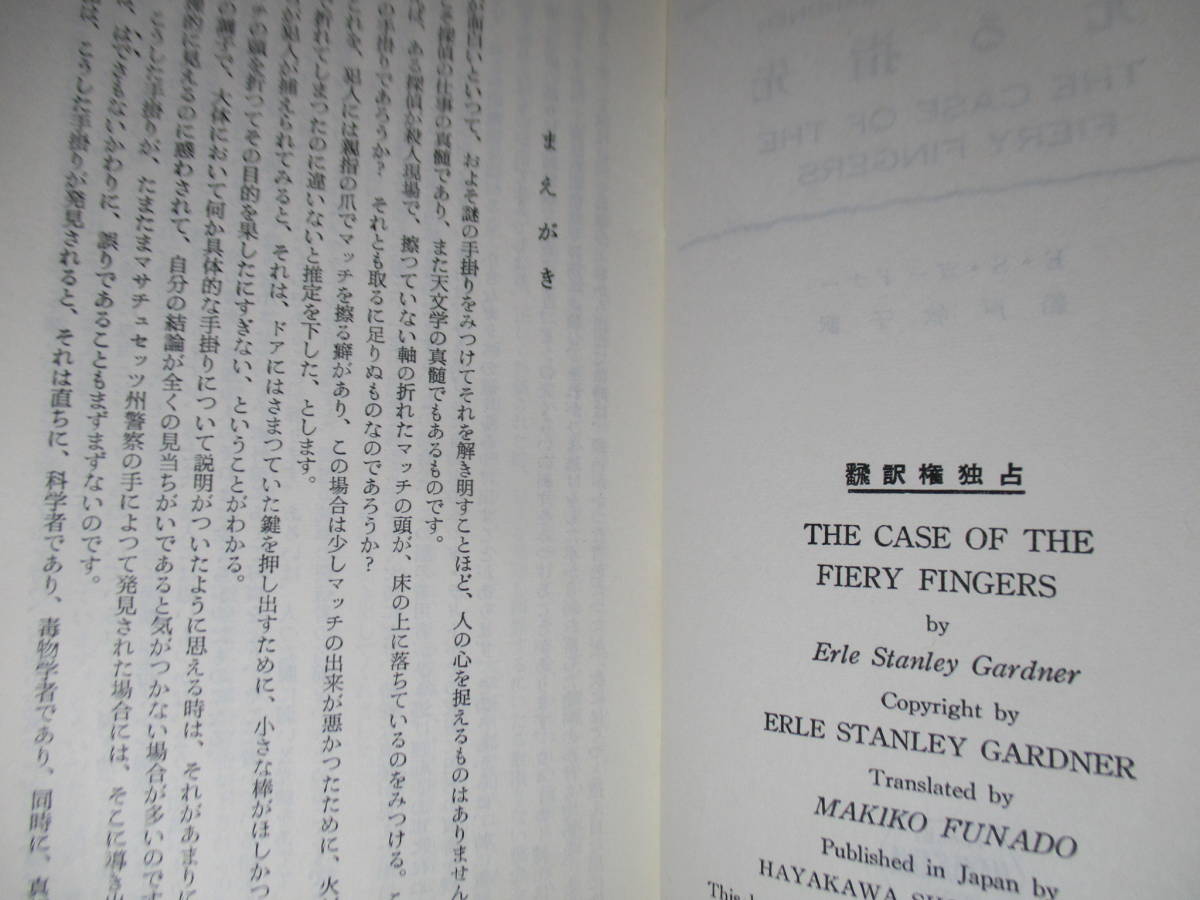 まえがき
が面白いといって、およそ謎の手掛りをみつけてそれを解き明すことほど、人の心を捉えるものはありません
そ探偵の仕事の真髄であり、また天文学の真髄でもあるものです。
ば、ある探偵が殺人現場で、擦つていない軸の折れたマッチの頭が、床の上に落ちているのをみつける。
の手掛りであろうか？　それとも取るに足りぬものなのであろうか？
これを、犯人には親指の爪でマッチを擦る癖があり、この場合は少しマッチの出来が悪かつたために、火が
折れてしまつたのに違いないと推定を下した、とします。
が犯人が捕えられてみると、それは、ドアにはさまつていた鍵を押し出すために、小さな棒がほしかつ
チの頭を折つてその目的を果したにすぎない、ということがわかる。
の調子で、大体において何か具体的な手掛りについて説明がついたように思える時は、それがあまりに
的に見えるのに惑わされて、自分の結論が全くの見当ちがいであると気がつかない場合が多いのです
こうした手掛りが、たまたまマサチュセッツ州警察の手によつて発見された場合には、そこに導き出
はできもないかわりに、誤りであることもまずまずないのです。
ば、こうした手掛りが発見されると、それは直ちに、科学者であり、毒物学者であり、同時に、真
る指先
THE CASE OF THE
FIERY FINGERS
飜訳権独占
THE CASE OF THE
FIERY FINGERS
by
Erle Stanley Gardner
Copyright by
ERLE STANLEY GARDNER
Translated by
MAKIKO FUNADO
Published in Japan by
HAYAKAWA
This